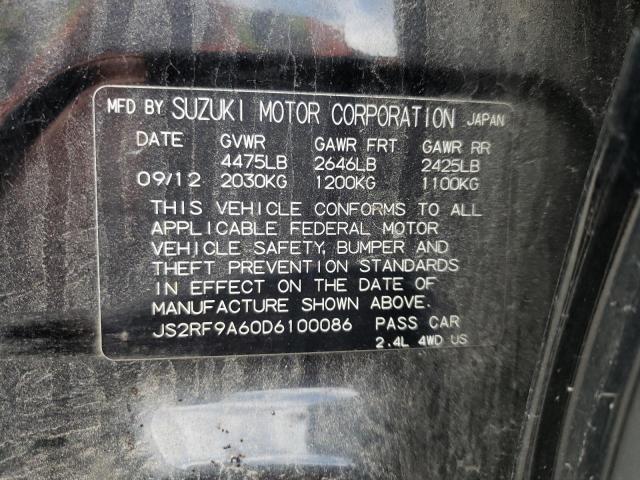 MFD BY SUZUKI MOTOR CORPORATION JAPAN
DATE GVWR GAWR FRT GAWR RR
4475LB 2646LB 2425LB
09/12 2030KG 1200KG 1100KG
THIS VEHICLE CONFORMS TO ALL
APPLICABLE FEDERAL MOTOR
VEHICLE SAFETY, BUMPER AND
THEFT PREVENTION STANDARDS
IN EFFECT ON THE DATE OF
MANUFACTURE SHOWN ABOVE.
JS2RF9A60D6100086 PASS CAR
2.4L 4WD US